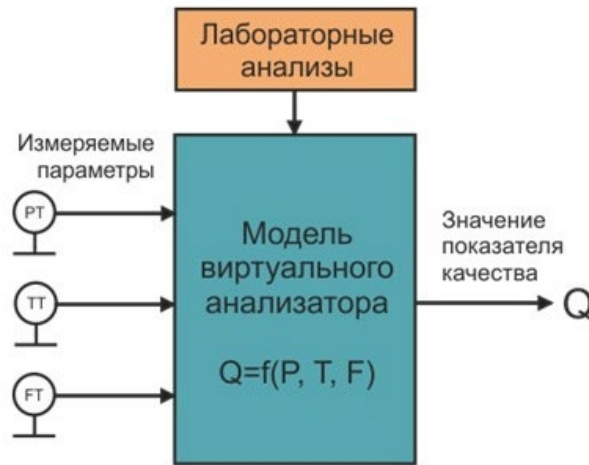 Лабораторные
анализы
Измеряемые
параметры
PT
TT
FT
Модель
виртуального
анализатора
Q=f(P, T, F)
Значение
показателя
качества
Q